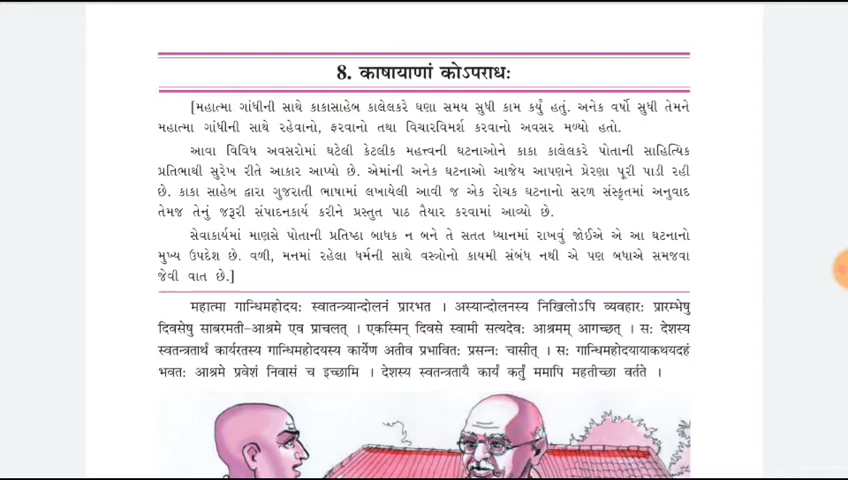 8. काषायाणां कोऽपराधः
[મહાત્મા ગાંધીની સાથે કાકાસાહેબ કાલેલકરે ઘણા સમય સુધી કામ કર્યું હતું. અનેક વર્ષો સુધી તેમને
મહાત્મા ગાંધીની સાથે રહેવાનો, ફરવાનો તથા વિચારવિમર્શ કરવાનો અવસર મળ્યો હતો.
આવા વિવિધ અવસરોમાં ઘટેલી કેટલીક મહત્ત્વની ઘટનાઓને કાકા કાલેલકરે પોતાની સાહિત્યિક
પ્રતિભાથી સુરેખ રીતે આકાર આપ્યો છે. એમાંની અનેક ઘટનાઓ આજેય આપણને પ્રેરણા પૂરી પાડી રહી
છે. કાકા સાહેબ દ્વારા ગુજરાતી ભાષામાં લખાયેલી આવી જ એક રોચક ઘટનાનો સરળ સંસ્કૃતમાં અનુવાદ
તેમજ તેનું જરૂરી સંપાદનકાર્ય કરીને પ્રસ્તુત પાઠ તૈયાર કરવામાં આવ્યો છે.
સેવાકાર્યમાં માણસે પોતાની પ્રતિષ્ઠા બાધક ન બને તે સતત ધ્યાનમાં રાખવું જોઈએ એ આ ઘટનાનો
મુખ્ય ઉપદેશ છે. વળી, મનમાં રહેલા ધર્મની સાથે વસ્ત્રોનો કાયમી સંબંધ નથી એ પણ બધાએ સમજવા
જેવી વાત છે.]
महात्मा गान्धिमहोदयः स्वातन्त्र्यान्दोलनं प्रारभत । अस्यान्दोलनस्य निखिलोऽपि व्यवहारः प्रारम्भेषु
दिवसेषु साबरमती-आश्रमे एव प्राचलत् । एकस्मिन् दिवसे स्वामी सत्यदेवः आश्रमम् आगच्छत् । सः देशस्य
स्वतन्त्रतार्थं कार्यरतस्य गान्धिमहोदयस्य कार्येण अतीव प्रभावितः प्रसन्नः चासीत् । सः गान्धिमहोदयायाकथयदहं
भवतः आश्रमे प्रवेशं निवासं च इच्छामि । देशस्य स्वतन्त्रतायै कार्यं कर्तुं ममापि महतीच्छा वर्तते ।